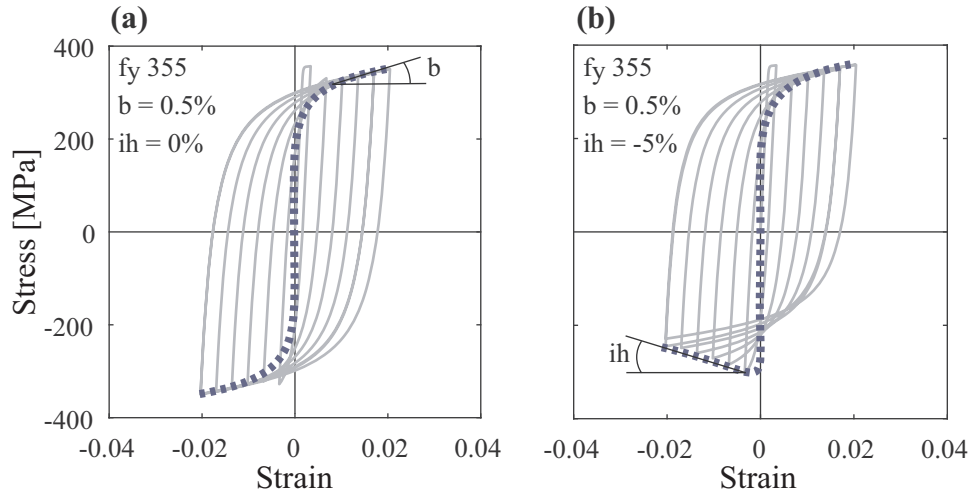 (a)
(b)
400
200
0
-200
-400
Stress [MPa]
fy 355
b = 0.5%
ih = 0%
b
-0.04 -0.02 0 0.02 0.04
Strain
fy 355
b = 0.5%
ih = -5%
ih
-0.04 -0.02 0 0.02 0.04
Strain